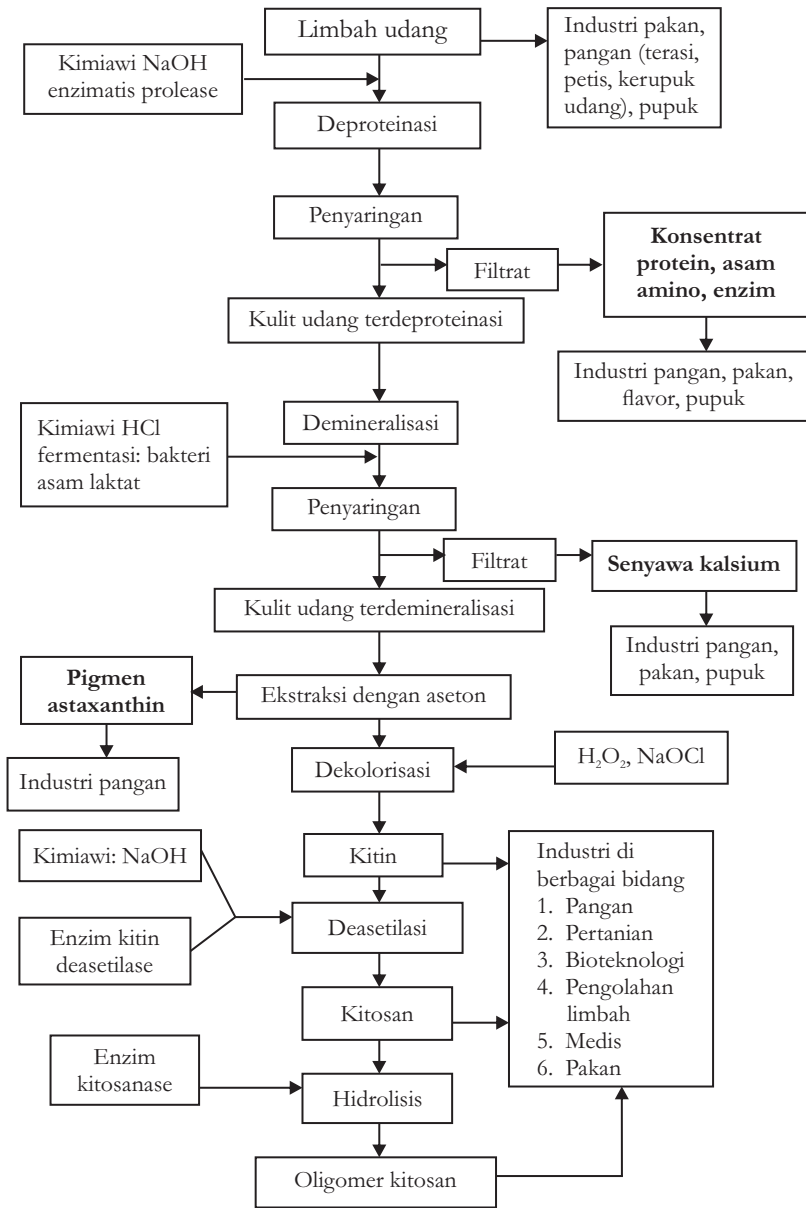 Limbah udang
Industri pakan,
pangan (terasi,
petis, kerupuk
udang), pupuk
Kimiawi NaOH
enzimatis prolease
Deproteinasi
Penyaringan
Filtrat
Konsentrat
protein, asam
amino, enzim
Kulit udang terdeproteinasi
Industri pangan, pakan,
flavor, pupuk
Demineralisasi
Kimiawi HCl
fermentasi: bakteri
asam laktat
Penyaringan
Filtrat
Senyawa kalsium
Kulit udang terdemineralisasi
Industri pangan,
pakan, pupuk
Pigmen
astaxanthin
Ekstraksi dengan aseton
Industri pangan
Dekolorisasi
H₂O₂, NaOCl
Kitin
Kimiawi: NaOH
Enzim kitin
deasetilase
Deasetilasi
Industri di
berbagai bidang
1. Pangan
2. Pertanian
3. Bioteknologi
4. Pengolahan
limbah
5. Medis
6. Pakan
Kitosan
Enzim
kitosanase
Hidrolisis
Oligomer kitosan